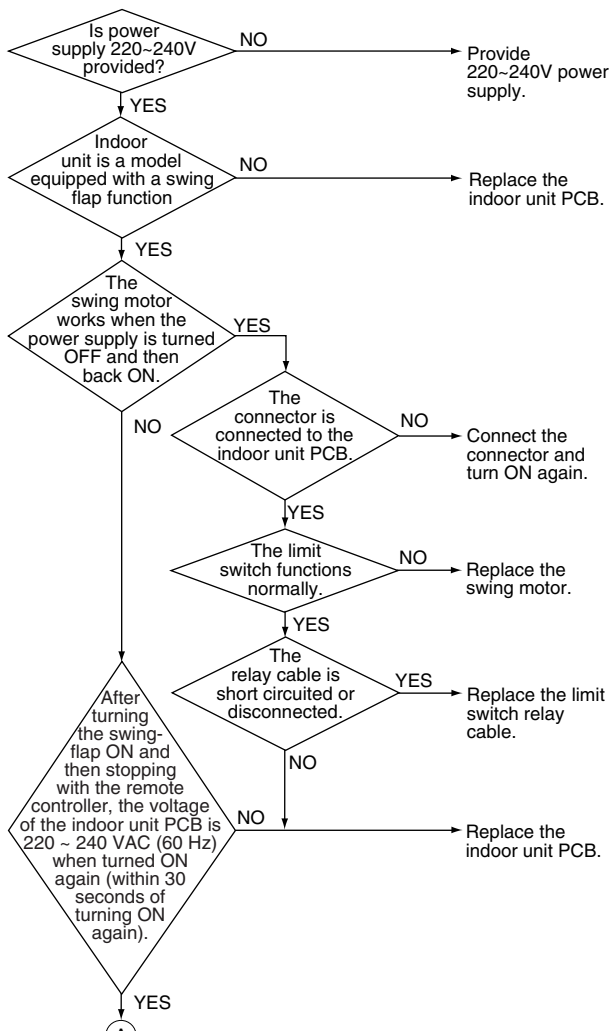 Is power
supply 220~240V
provided?
NO
Provide
220~240V power
supply.
YES
Indoor
unit is a model
equipped with a swing
flap function
NO
Replace the
indoor unit PCB.
YES
The
swing motor
works when the
power supply is turned
OFF and then
back ON.
YES
NO
The
connector is
connected to the
indoor unit PCB.
NO
Connect the
connector and
turn ON again.
YES
The limit
switch functions
normally.
NO
Replace the
swing motor.
YES
The
relay cable is
short circuited or
disconnected.
YES
Replace the limit
switch relay
cable.
NO
After
turning
the swing-
flap ON and
then stopping
with the remote
controller, the voltage
of the indoor unit PCB is
220 ~ 240 VAC (60 Hz)
when turned ON
again (within 30
seconds of
turning ON
again).
NO
Replace the
indoor unit PCB.
YES